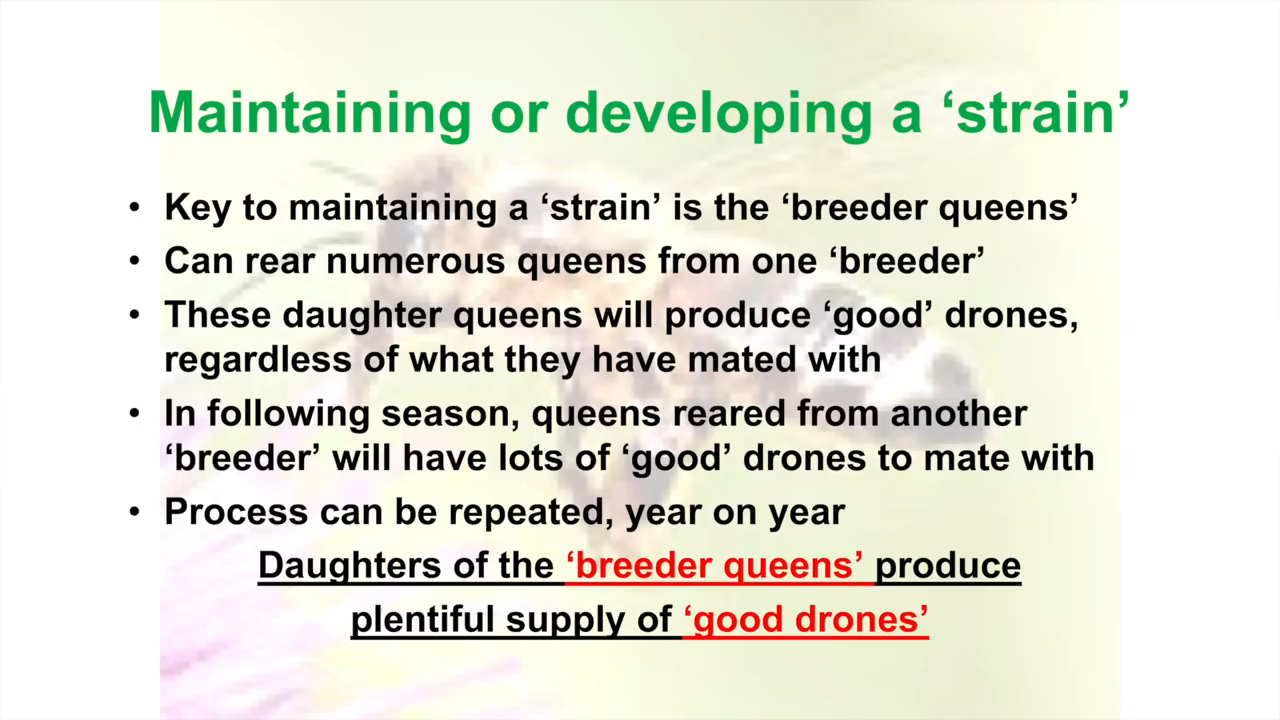 Maintaining or developing a ‘strain’
• Key to maintaining a ‘strain’ is the ‘breeder queens’
• Can rear numerous queens from one ‘breeder’
• These daughter queens will produce ‘good’ drones,
regardless of what they have mated with
• In following season, queens reared from another
‘breeder’ will have lots of ‘good’ drones to mate with
• Process can be repeated, year on year
Daughters of the ‘breeder queens’ produce
plentiful supply of ‘good drones’